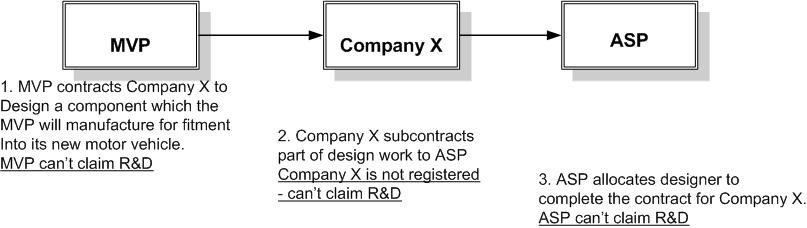 MVP
Company X
ASP
1. MVP contracts Company X to
Design a component which the
MVP will manufacture for fitment
Into its new motor vehicle.
MVP can't claim R&D
2. Company X subcontracts
part of design work to ASP
Company X is not registered
- can't claim R&D
3. ASP allocates designer to
complete the contract for Company X.
ASP can't claim R&D